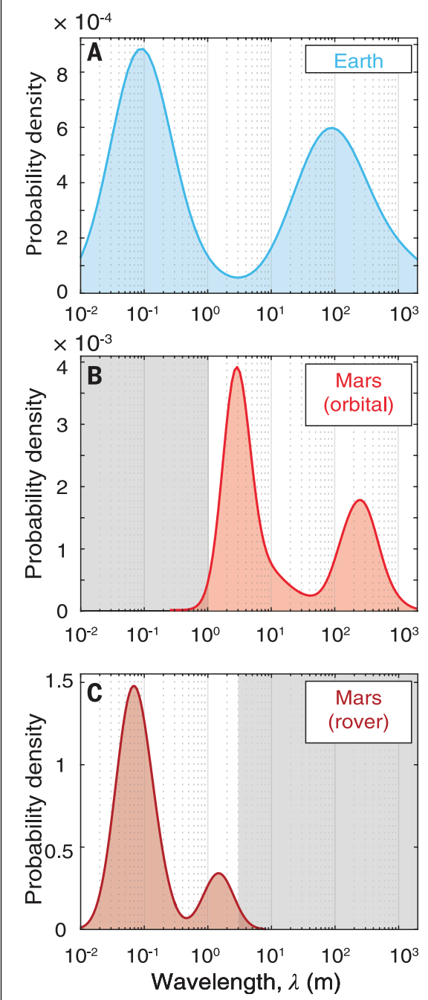 × 10⁻⁴
A
Earth
Probability density
8
6
4
2
0
10⁻² 10⁻¹ 10⁰ 10¹ 10² 10³
× 10⁻³
B
Mars
(orbital)
Probability density
4
3
2
1
0
10⁻² 10⁻¹ 10⁰ 10¹ 10² 10³
C
Mars
(rover)
Probability density
1.5
1
0.5
0
10⁻² 10⁻¹ 10⁰ 10¹ 10² 10³
Wavelength, λ (m)